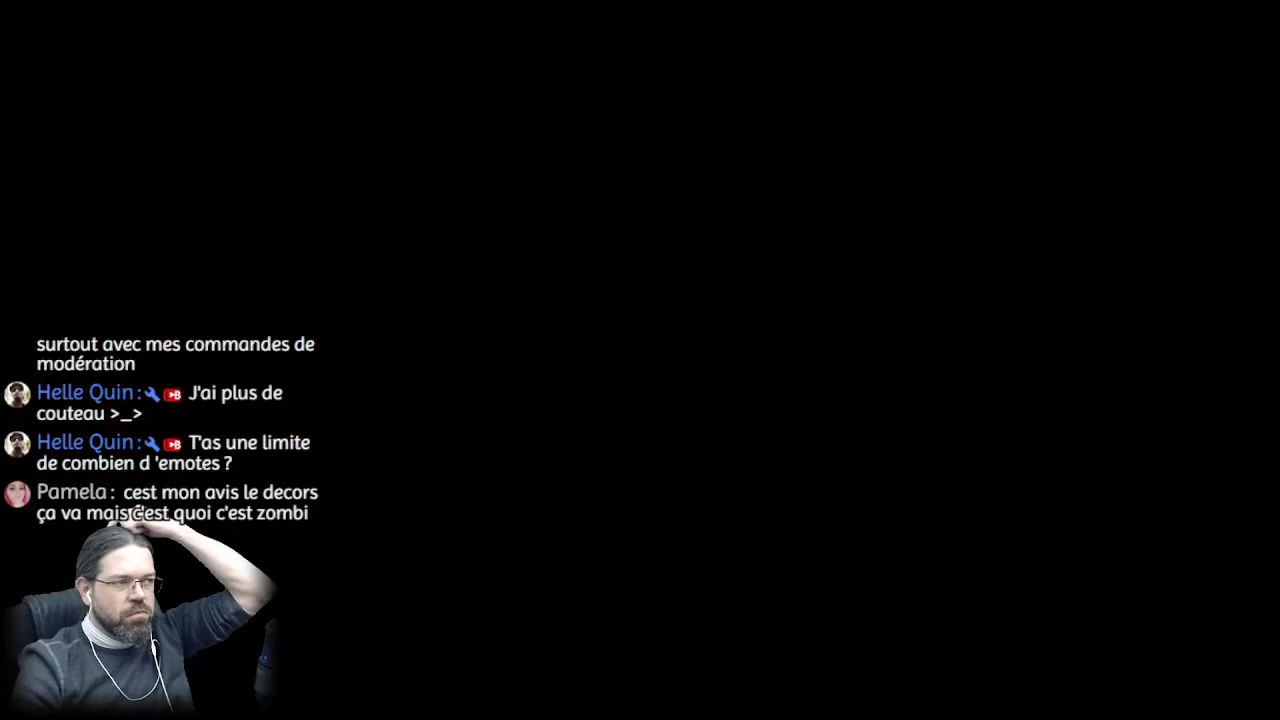 surtout avec mes commandes de
modération
Helle Quin : J'ai plus de
couteau >_>
Helle Quin : T'as une limite
de combien d 'emotes ?
Pamela : cest mon avis le decors
ça va mais c'est quoi c'est zombi